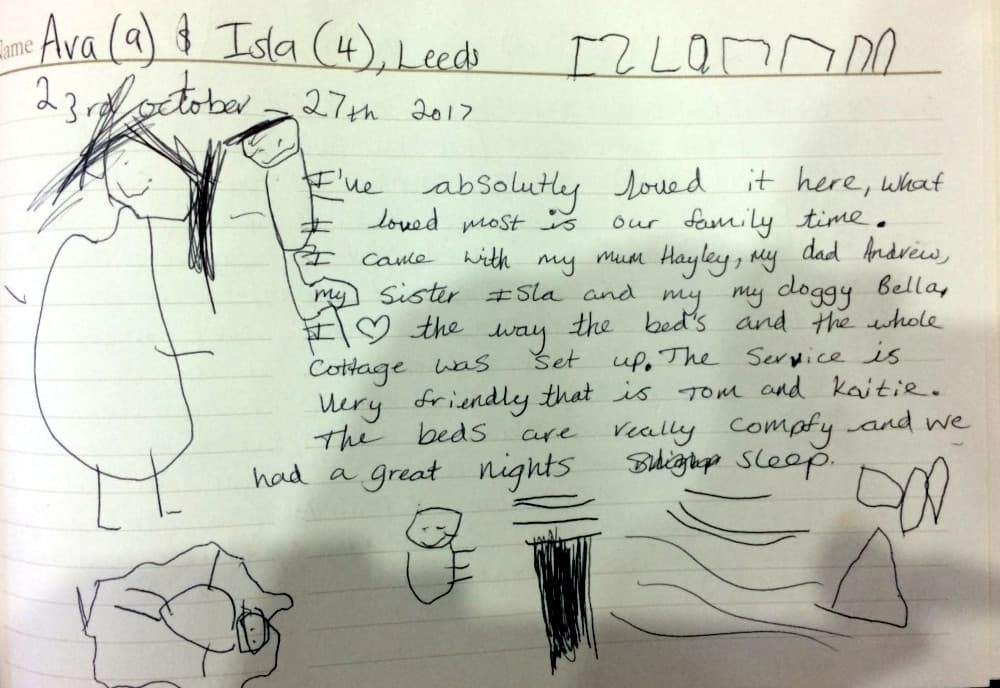 Name Ava (9) & Isla (4), Leeds
23rd october - 27th 2017
I've absolutly loved it here, what
I loved most is our family time.
I came with my mum Hayley, my dad Andrew,
my Sister Isla and my my doggy Bella,
I ♡ the way the bed's and the whole
Cottage was set up. The Service is
very friendly that is Tom and Kaitie.
The beds are really compfy and we
had a great nights sleep.